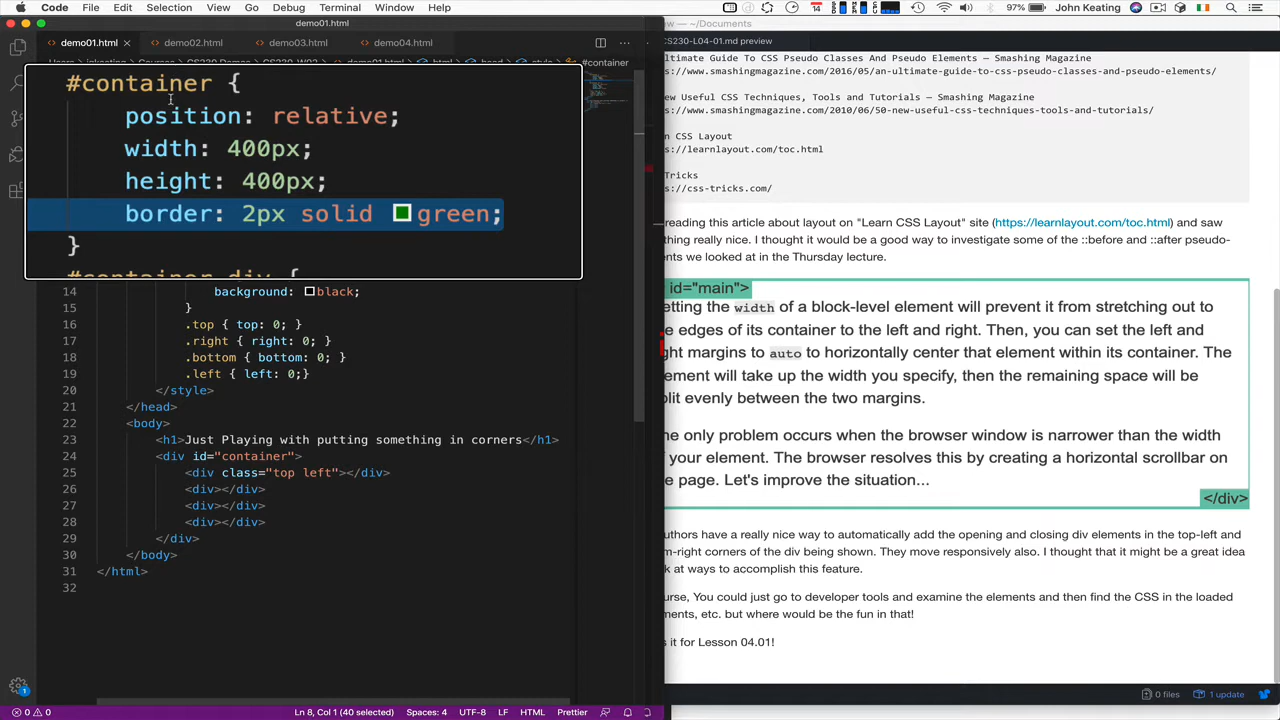 Code File Edit Selection View Go Run Terminal Window Help
14
97%
John Keating
demo01.html
~/Documents
demo01.html
demo02.html
demo03.html
demo04.html
CS230-L04-01.md preview
#container
#container {
position: relative;
width: 400px;
height: 400px;
border: 2px solid green;
}
14 background: black;
15 }
16 .top { top: 0; }
17 .right { right: 0; }
18 .bottom { bottom: 0; }
19 .left { left: 0;}
20 </style>
21 </head>
22 <body>
23 <h1>Just Playing with putting something in corners</h1>
24 <div id="container">
25 <div class="top left"></div>
26 <div></div>
27 <div></div>
28 <div></div>
29 </div>
30 </body>
31 </html>
32
ltimate Guide To CSS Pseudo Classes And Pseudo Elements — Smashing Magazine
s://www.smashingmagazine.com/2016/05/an-ultimate-guide-to-css-pseudo-classes-and-pseudo-elements/
ew Useful CSS Techniques, Tools and Tutorials — Smashing Magazine
s://www.smashingmagazine.com/2010/06/50-new-useful-css-techniques-tools-and-tutorials/
n CSS Layout
s://learnlayout.com/toc.html
Tricks
s://css-tricks.com/
reading this article about layout on "Learn CSS Layout" site (https://learnlayout.com/toc.html) and saw
thing really nice. I thought it would be a good way to investigate some of the ::before and ::after pseudo-
ents we looked at in the Thursday lecture.
id="main">
etting the width of a block-level element will prevent it from stretching out to
e edges of its container to the left and right. Then, you can set the left and
ght margins to auto to horizontally center that element within its container. The
ement will take up the width you specify, then the remaining space will be
plit evenly between the two margins.
he only problem occurs when the browser window is narrower than the width
f your element. The browser resolves this by creating a horizontal scrollbar on
e page. Let's improve the situation...
</div>
uthors have a really nice way to automatically add the opening and closing div elements in the top-left and
m-right corners of the div being shown. They move responsively also. I thought that it might be a great idea
k at ways to accomplish this feature.
urse, You could just go to developer tools and examine the elements and then find the CSS in the loaded
ments, etc. but where would be the fun in that!
s it for Lesson 04.01!
0 files
1 update
0 0
Ln 8, Col 1 (40 selected) Spaces: 4 UTF-8 LF HTML Prettier
1